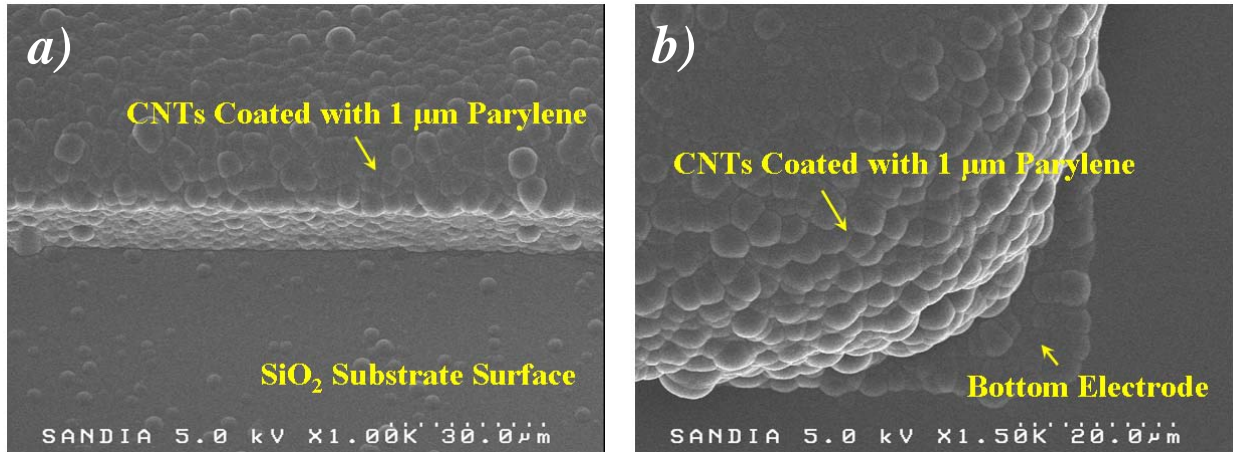 a)
CNTs Coated with 1 μm Parylene
SiO₂ Substrate Surface
SANDIA 5.0 kV X1.00K 30.0μm
b)
CNTs Coated with 1 μm Parylene
Bottom Electrode
SANDIA 5.0 kV X1.50K 20.0μm